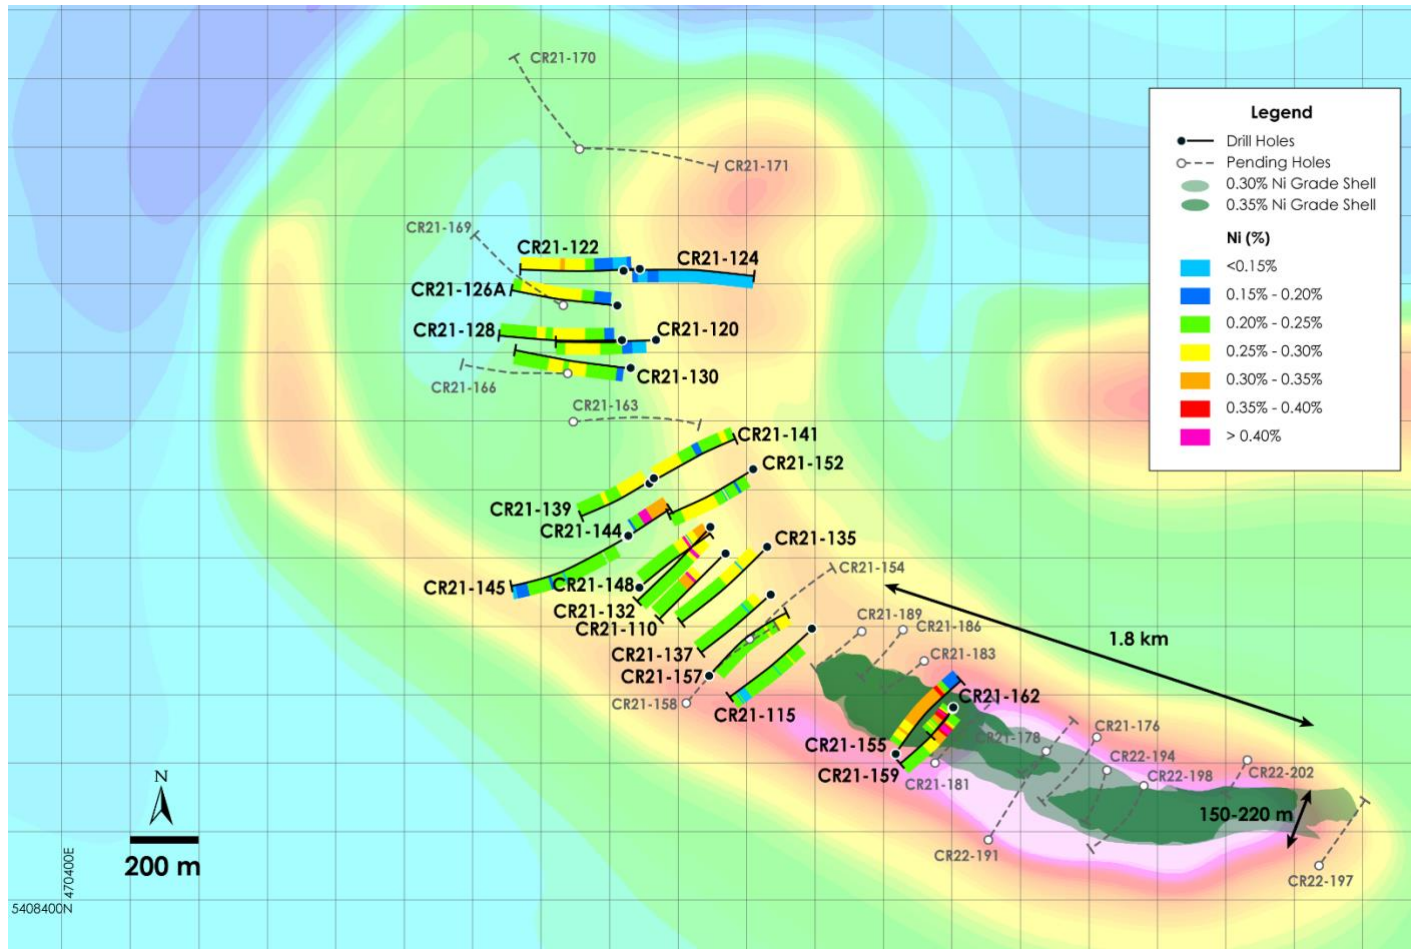 CR21-170
CR21-171
CR21-169
CR21-122
CR21-124
CR21-126A
CR21-128
CR21-120
CR21-130
CR21-166
CR21-163
CR21-141
CR21-152
CR21-139
CR21-144
CR21-135
CR21-145
CR21-148
CR21-154
CR21-132
CR21-110
CR21-189
CR21-186
CR21-137
CR21-183
CR21-157
CR21-158
CR21-115
CR21-162
CR21-155
CR21-178
CR21-176
CR21-159
CR21-181
CR22-194
CR22-198
CR22-202
CR22-191
CR22-197
1.8 km
150-220 m
Legend
Drill Holes
Pending Holes
0.30% Ni Grade Shell
0.35% Ni Grade Shell
Ni (%)
<0.15%
0.15% - 0.20%
0.20% - 0.25%
0.25% - 0.30%
0.30% - 0.35%
0.35% - 0.40%
> 0.40%
N
200 m
470400E
5408400N